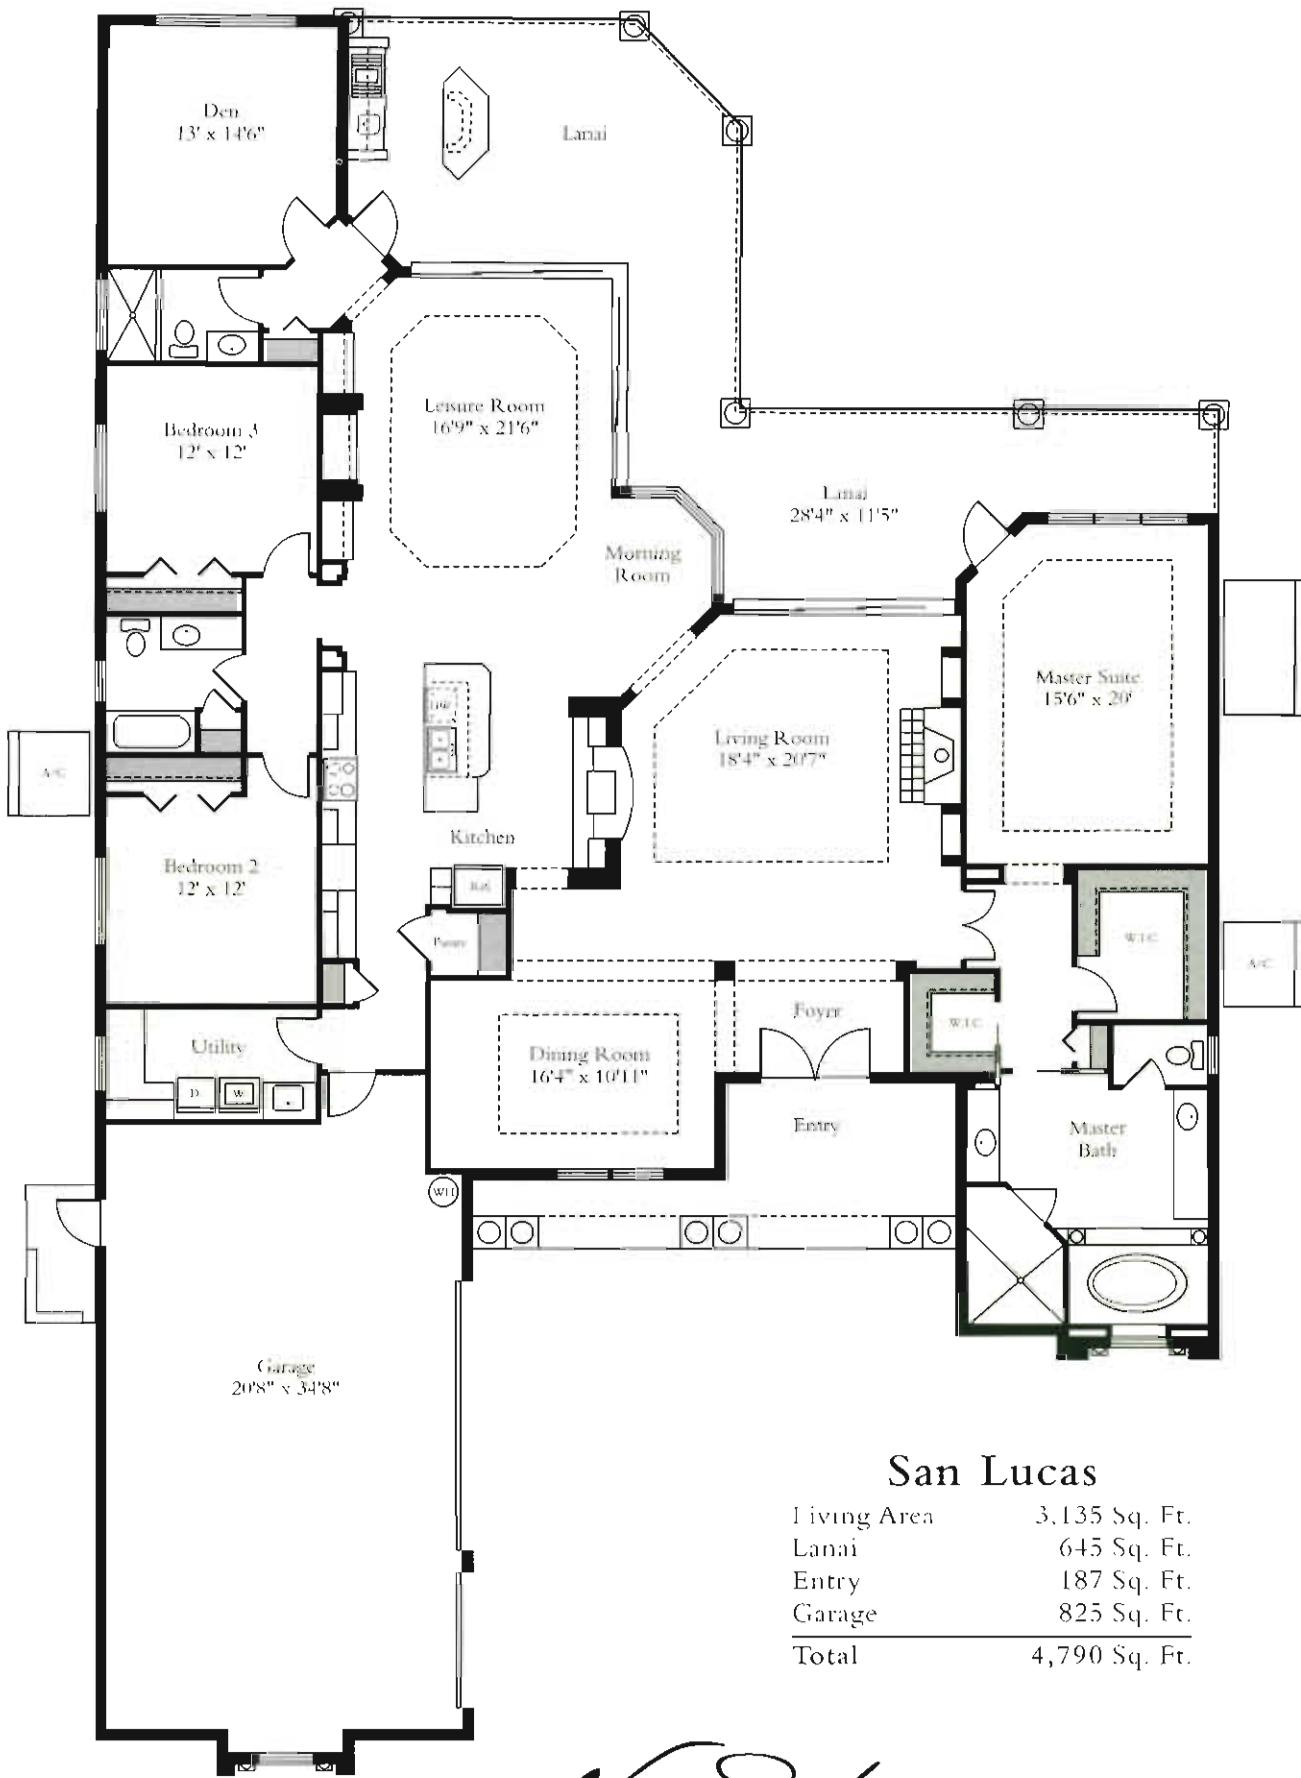 Den
13' x 14'6"
Lanai
Leisure Room
16'9" x 21'6"
Bedroom 3
12' x 12'
Lanai
28'4" x 11'5"
Morning
Room
Master Suite
15'6" x 20'
DW
Living Room
18'4" x 20'7"
A/C
Kitchen
Bedroom 2
12' x 12'
Ref.
Pantry
W.I.C.
A/C
Foyer
W.I.C.
Utility
Dining Room
16'4" x 10'11"
D.
W.
Entry
Master
Bath
WH
Garage
20'8" x 34'8"
San Lucas
Living Area 3,135 Sq. Ft.
Lanai 645 Sq. Ft.
Entry 187 Sq. Ft.
Garage 825 Sq. Ft.
Total 4,790 Sq. Ft.